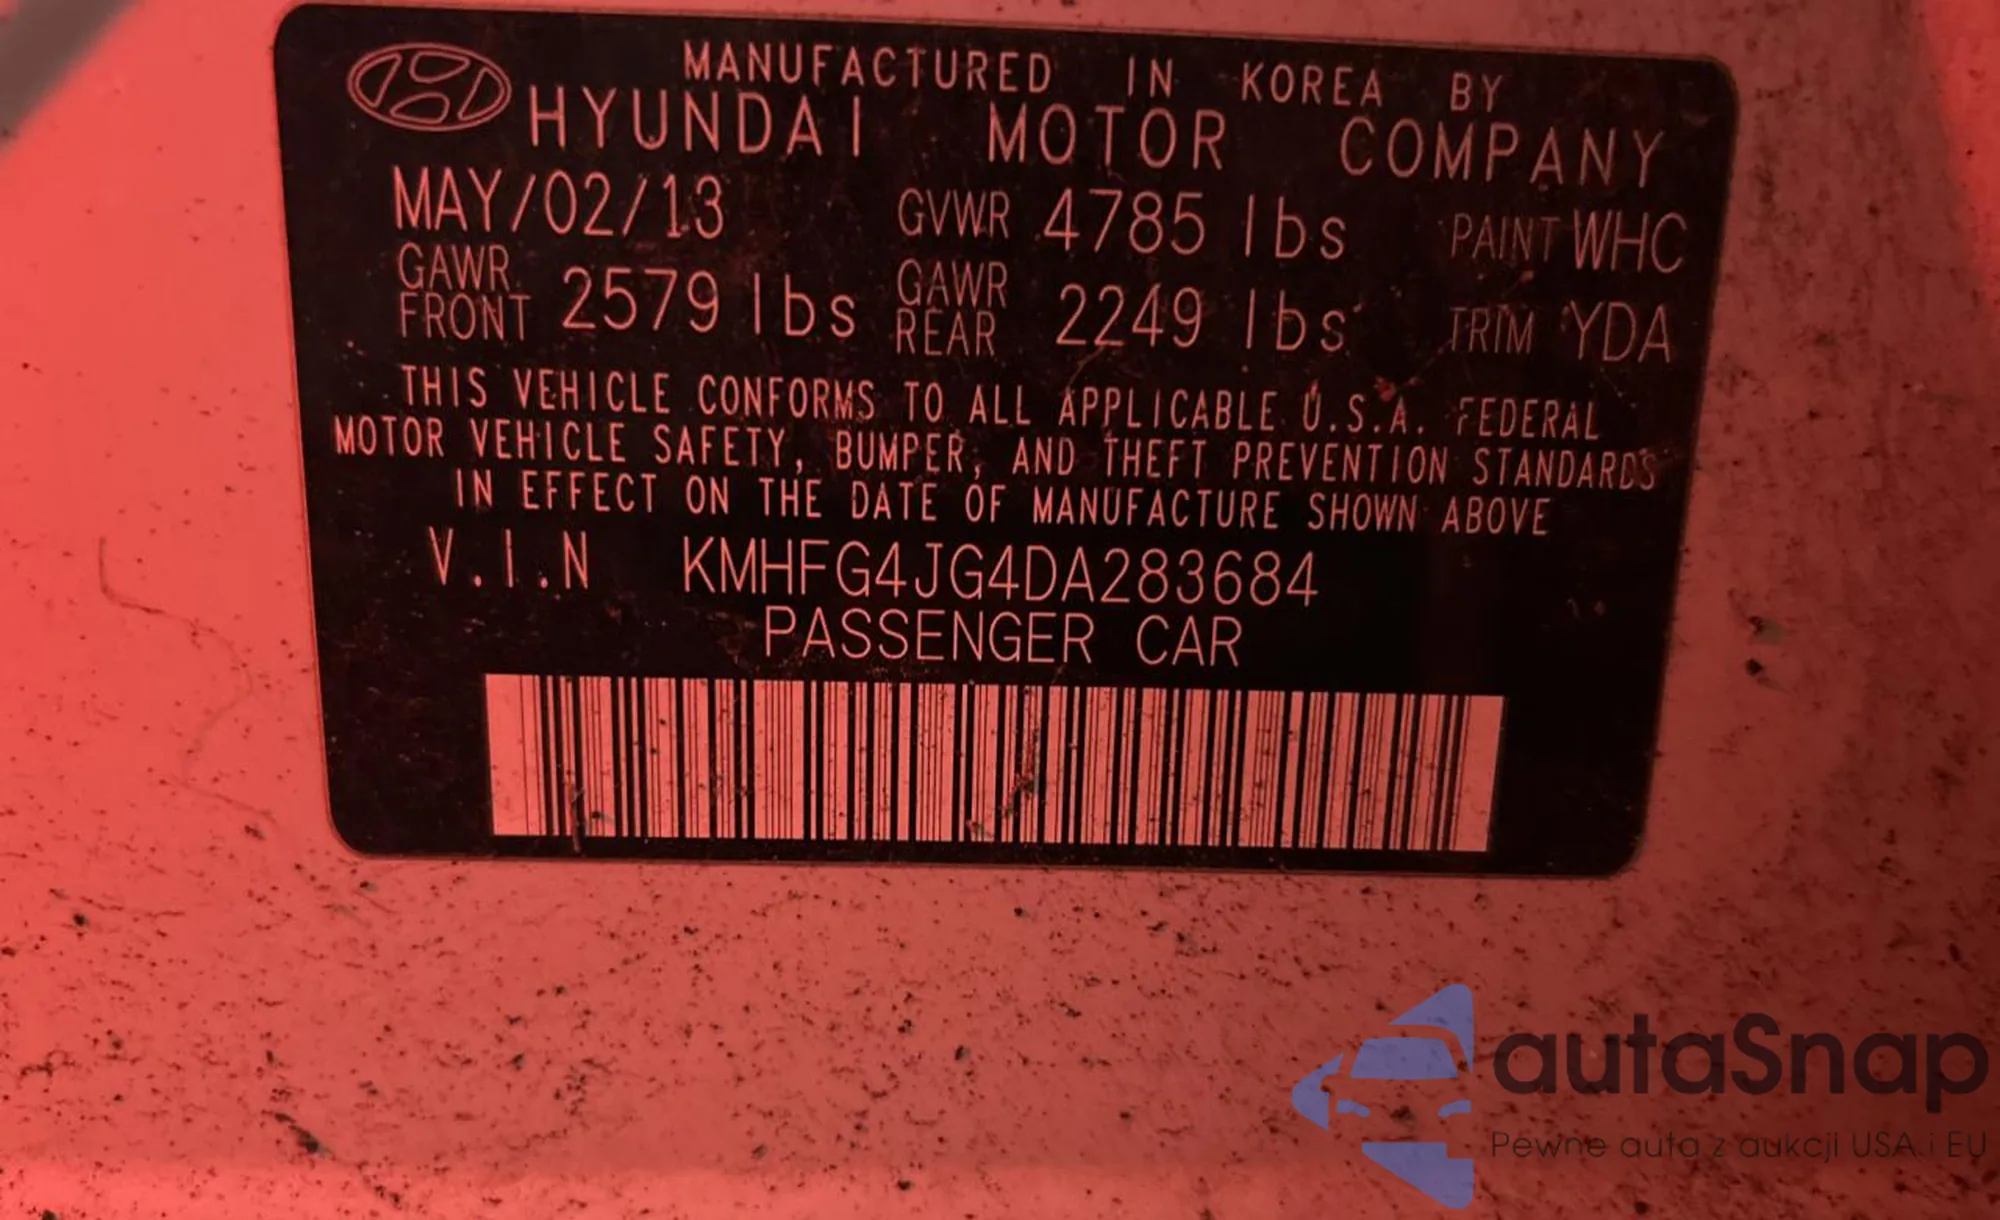 MANUFACTURED IN KOREA BY
HYUNDAI MOTOR COMPANY
MAY/02/13 GVWR 4785 lbs PAINT WHC
GAWR FRONT 2579 lbs GAWR REAR 2249 lbs TRIM YDA
THIS VEHICLE CONFORMS TO ALL APPLICABLE U.S.A. FEDERAL
MOTOR VEHICLE SAFETY, BUMPER, AND THEFT PREVENTION STANDARDS
IN EFFECT ON THE DATE OF MANUFACTURE SHOWN ABOVE
V.I.N KMHFG4JG4DA283684
PASSENGER CAR
autaSnap
Pewne auta z aukcji USA i EU